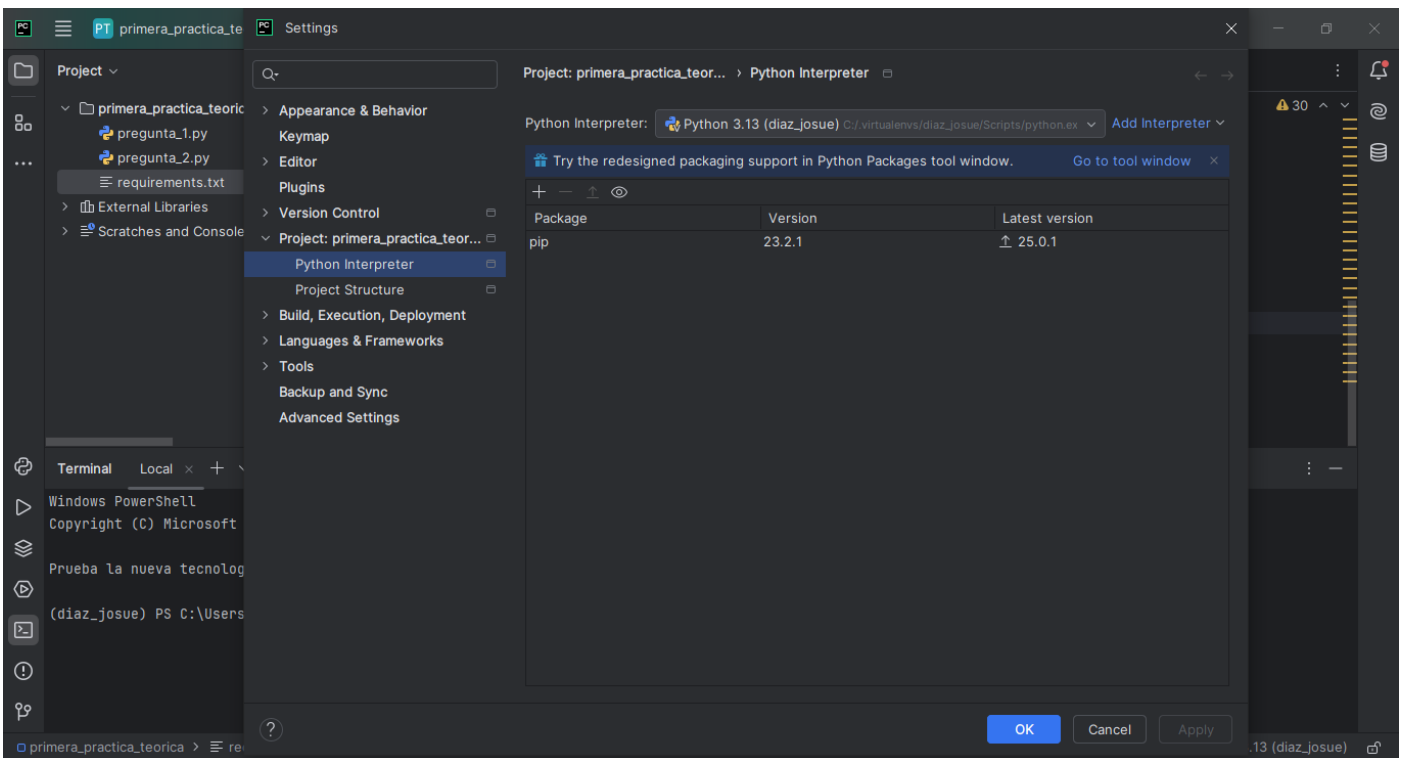 PC
PT primera_practica_te
PC Settings
Project
primera_practica_teoric
pregunta_1.py
pregunta_2.py
requirements.txt
External Libraries
Scratches and Console
Appearance & Behavior
Keymap
Editor
Plugins
Version Control
Project: primera_practica_teor...
Python Interpreter
Project Structure
Build, Execution, Deployment
Languages & Frameworks
Tools
Backup and Sync
Advanced Settings
Project: primera_practica_teor... › Python Interpreter
Python Interpreter: Python 3.13 (diaz_josue) C:/.virtualenvs/diaz_josue/Scripts/python.ex Add Interpreter
Try the redesigned packaging support in Python Packages tool window. Go to tool window
Package Version Latest version
pip 23.2.1 25.0.1
30
Terminal Local
Windows PowerShell
Copyright (C) Microsoft
Prueba la nueva tecnolog
(diaz_josue) PS C:\Users
? OK Cancel Apply
primera_practica_teorica > re
.13 (diaz_josue)